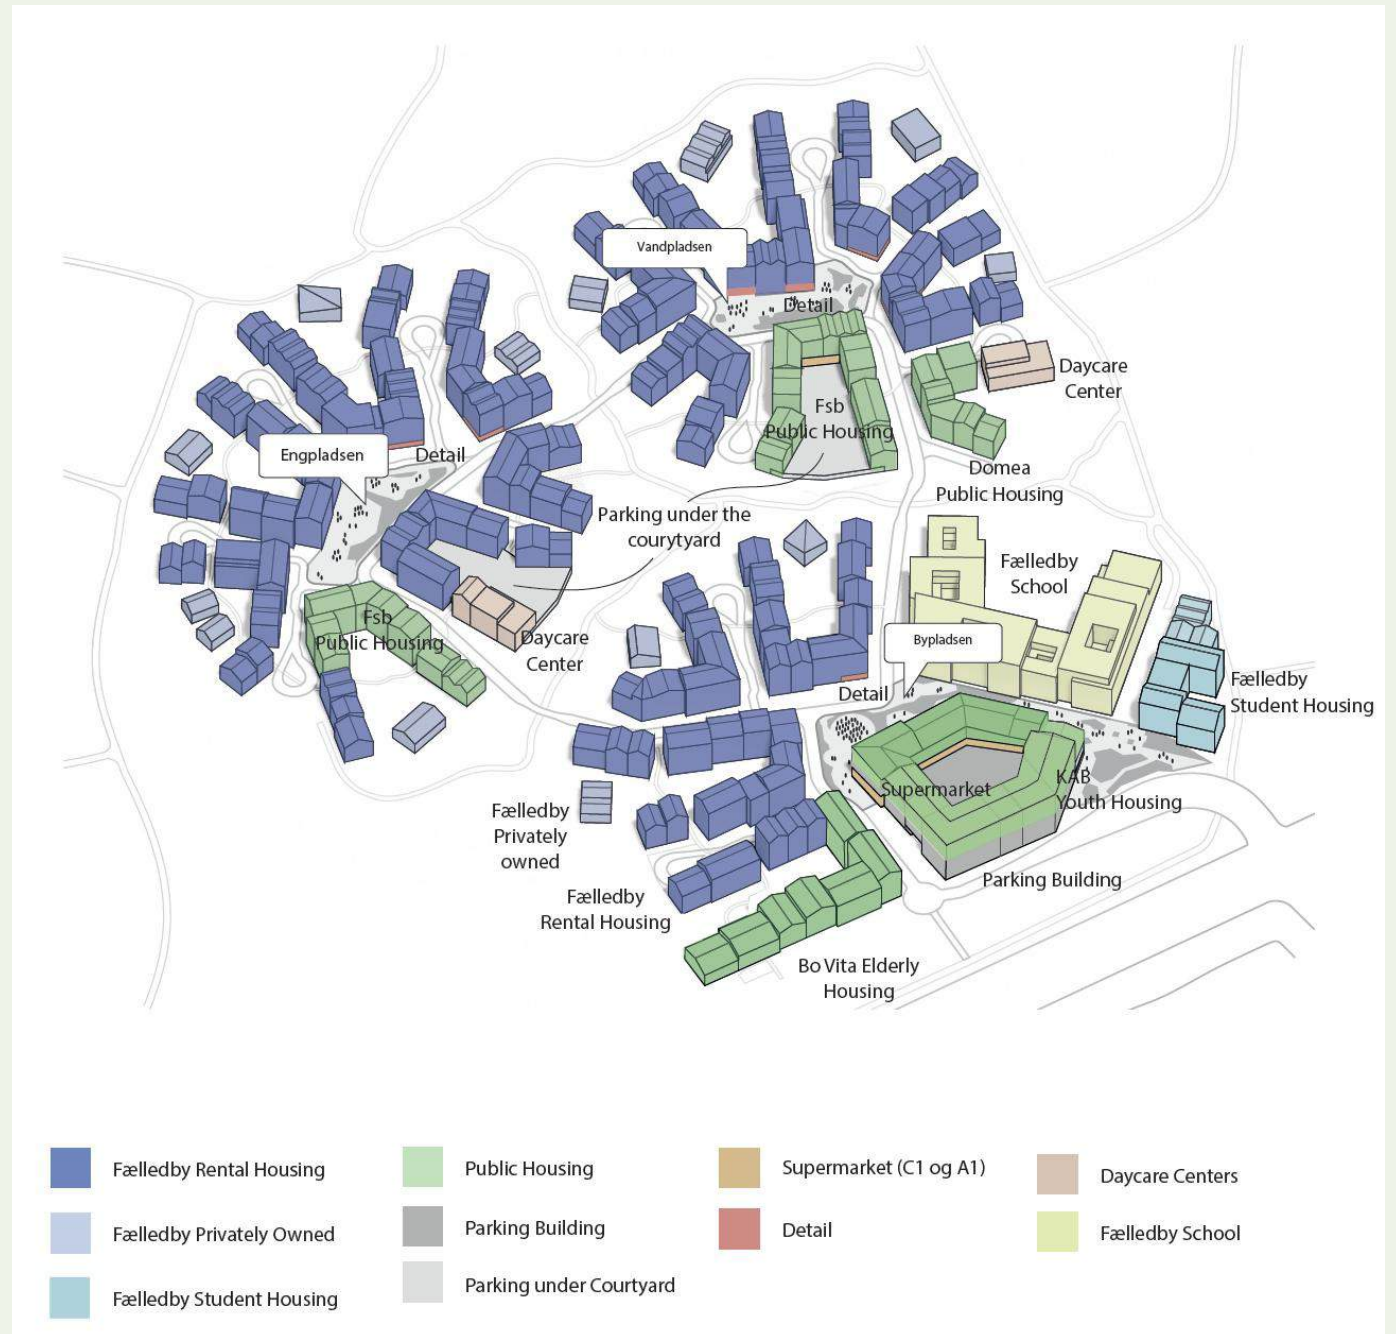 Vandpladsen
Detail
Daycare
Center
Fsb
Public Housing
Engpladsen
Detail
Domea
Public Housing
Parking under the
courytyard
Fælledby
School
Fsb
Public Housing
Daycare
Center
Bypladsen
Detail
Fælledby
Student Housing
Supermarket
KAB
Youth Housing
Fælledby
Privately
owned
Parking Building
Fælledby
Rental Housing
Bo Vita Elderly
Housing
Fælledby Rental Housing
Public Housing
Supermarket (C1 og A1)
Daycare Centers
Fælledby Privately Owned
Parking Building
Detail
Fælledby School
Fælledby Student Housing
Parking under Courtyard